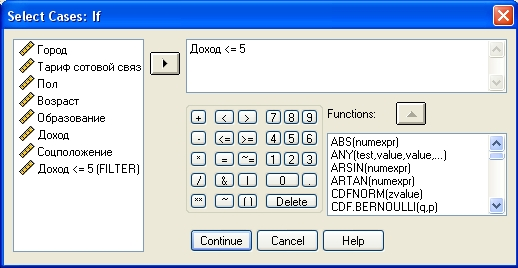 Select Cases: If
Город
Тариф сотовой связ
Пол
Возраст
Образование
Доход
Соцположение
Доход <= 5 (FILTER)
Доход <= 5
+ < > 7 8 9
- <= >= 4 5 6
* = ~= 1 2 3
/ & | 0 .
** ~ ( ) Delete
Functions:
ABS(numexpr)
ANY(test,value,value,...)
ARSIN(numexpr)
ARTAN(numexpr)
CDFNORM(zvalue)
CDF.BERNOULLI(q,p)
Continue Cancel Help